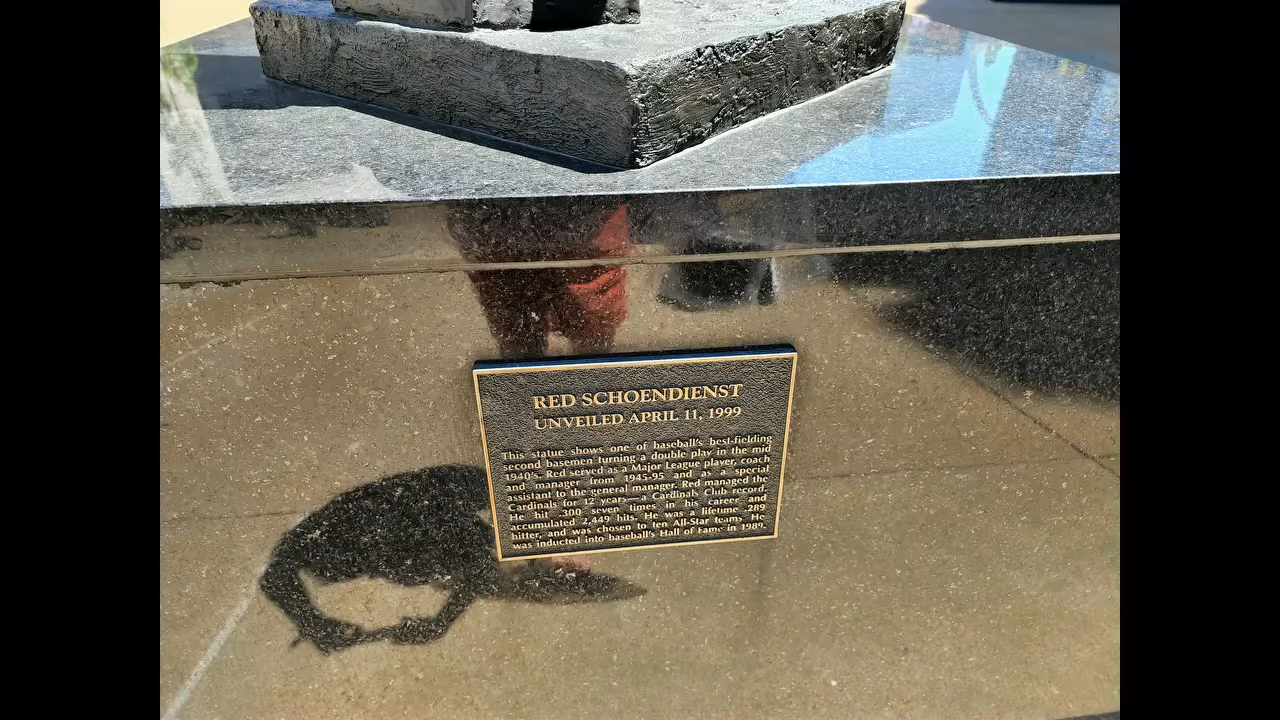 RED SCHOENDIENST
UNVEILED APRIL 11, 1999
This statue shows one of baseball's best-fielding
second basemen turning a double play in the mid
1940's. Red served as a Major League player, coach
and manager from 1945-95 and as a special
assistant to the general manager. Red managed the
Cardinals for 12 years—a Cardinals Club record.
He hit .300 seven times in his career and
accumulated 2,449 hits. He was a lifetime .289
hitter, and was chosen to ten All-Star teams. He
was inducted into baseball's Hall of Fame in 1989.